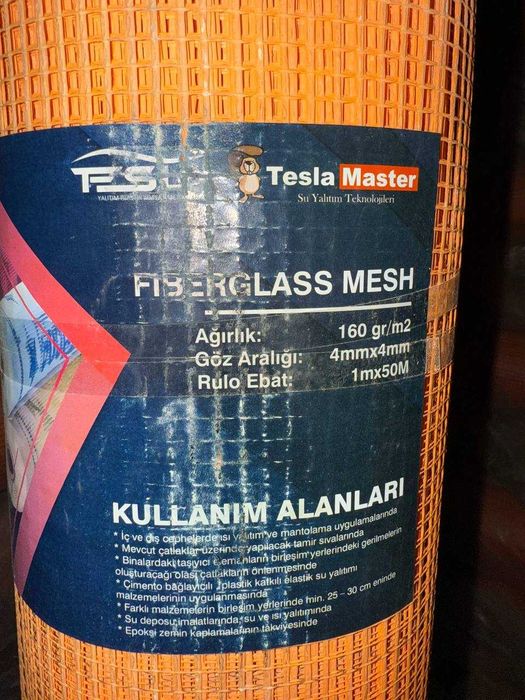 Tesla Master
Su Yalıtım Teknolojileri
FIBERGLASS MESH
Ağırlık: 160 gr/m2
Göz Aralığı: 4mmx4mm
Rulo Ebat: 1mx50M
KULLANIM ALANLARI
* İç ve dış cephelerde ısı yalıtım ve mantolama uygulamalarında
* Mevcut çatlaklar üzerinde yapılacak tamir sıvalarında
* Binalardaki taşıyıcı elemanların birleşim yerlerindeki gerilmelerin
oluşturacağı olası çatlakların önlenmesinde
* Çimento bağlayıcılı, plastik katkılı elastik su yalıtımı
malzemelerinin uygulanmasında
* Farklı malzemelerin birleşim yerlerinde min. 25 - 30 cm eninde
* Su deposu imalatlarında, su ve ısı yalıtımında
* Epoksi zemin kaplamalarının takviyesinde